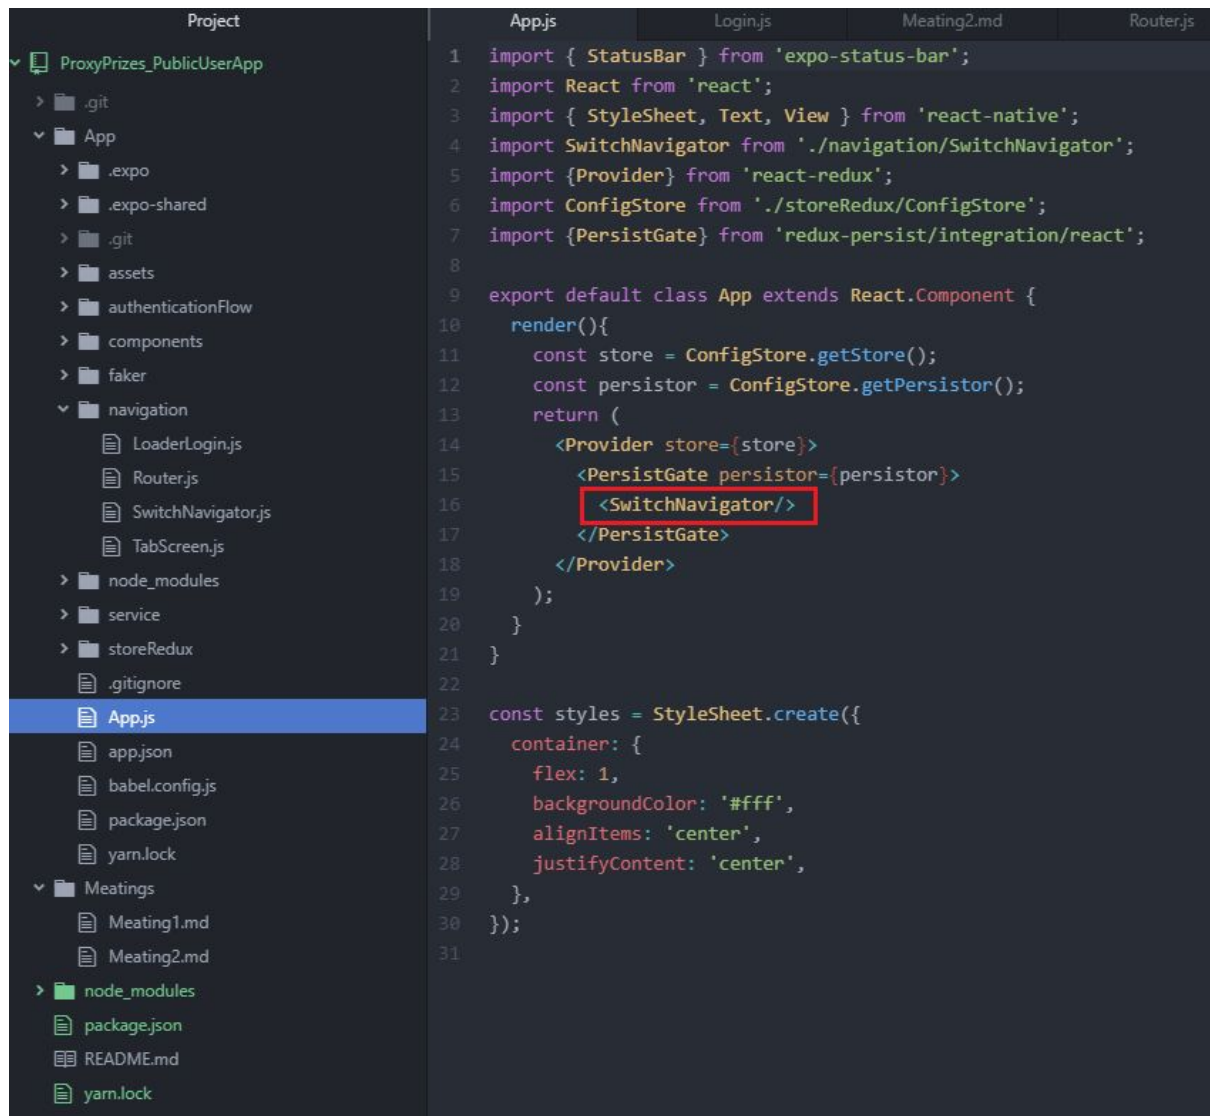 Project
ProxyPrizes_PublicUserApp
.git
App
.expo
.expo-shared
.git
assets
authenticationFlow
components
faker
navigation
LoaderLogin.js
Router.js
SwitchNavigator.js
TabScreen.js
node_modules
service
storeRedux
.gitignore
App.js
app.json
babel.config.js
package.json
yarn.lock
Meatings
Meating1.md
Meating2.md
node_modules
package.json
README.md
yarn.lock
App.js Login.js Meating2.md Router.js
1 import { StatusBar } from 'expo-status-bar';
2 import React from 'react';
3 import { StyleSheet, Text, View } from 'react-native';
4 import SwitchNavigator from './navigation/SwitchNavigator';
5 import {Provider} from 'react-redux';
6 import ConfigStore from './storeRedux/ConfigStore';
7 import {PersistGate} from 'redux-persist/integration/react';
8
9 export default class App extends React.Component {
10 render(){
11 const store = ConfigStore.getStore();
12 const persistor = ConfigStore.getPersistor();
13 return (
14 <Provider store={store}>
15 <PersistGate persistor={persistor}>
16 <SwitchNavigator/>
17 </PersistGate>
18 </Provider>
19 );
20 }
21 }
22
23 const styles = StyleSheet.create({
24 container: {
25 flex: 1,
26 backgroundColor: '#fff',
27 alignItems: 'center',
28 justifyContent: 'center',
29 },
30 });
31